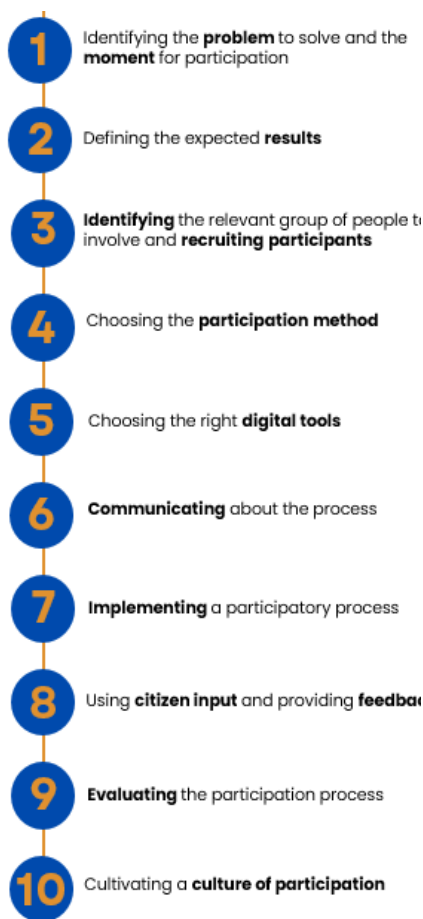 1
Identifying the problem to solve and the
moment for participation
2
Defining the expected results
3
Identifying the relevant group of people t
involve and recruiting participants
4
Choosing the participation method
5
Choosing the right digital tools
6
Communicating about the process
7
Implementing a participatory process
8
Using citizen input and providing feedbac
9
Evaluating the participation process
10
Cultivating a culture of participation